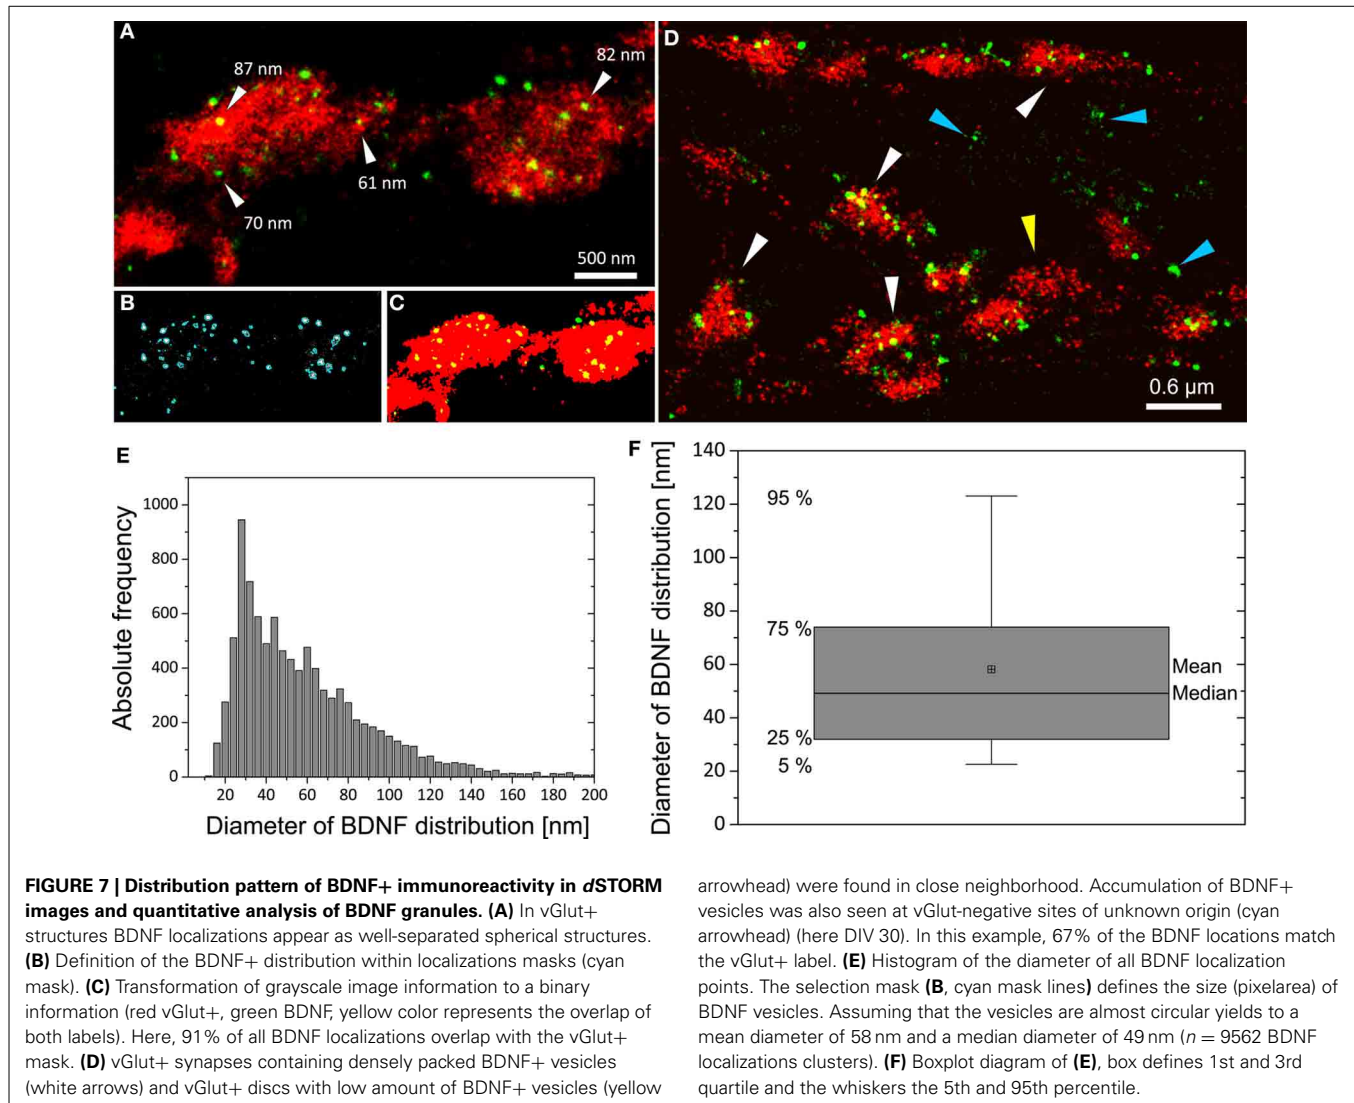 A
87 nm
82 nm
61 nm
70 nm
500 nm
B
C
D
0.6 µm
E
Absolute frequency
1000
800
600
400
200
0
20 40 60 80 100 120 140 160 180 200
Diameter of BDNF distribution [nm]
F
Diameter of BDNF distribution [nm]
140
120
100
80
60
40
20
0
95 %
75 %
25 %
5 %
Mean
Median
FIGURE 7 | Distribution pattern of BDNF+ immunoreactivity in dSTORM
images and quantitative analysis of BDNF granules. (A) In vGlut+
structures BDNF localizations appear as well-separated spherical structures.
(B) Definition of the BDNF+ distribution within localizations masks (cyan
mask). (C) Transformation of grayscale image information to a binary
information (red vGlut+, green BDNF, yellow color represents the overlap of
both labels). Here, 91% of all BDNF localizations overlap with the vGlut+
mask. (D) vGlut+ synapses containing densely packed BDNF+ vesicles
(white arrows) and vGlut+ discs with low amount of BDNF+ vesicles (yellow
arrowhead) were found in close neighborhood. Accumulation of BDNF+
vesicles was also seen at vGlut-negative sites of unknown origin (cyan
arrowhead) (here DIV 30). In this example, 67% of the BDNF locations match
the vGlut+ label. (E) Histogram of the diameter of all BDNF localization
points. The selection mask (B, cyan mask lines) defines the size (pixelarea) of
BDNF vesicles. Assuming that the vesicles are almost circular yields to a
mean diameter of 58 nm and a median diameter of 49 nm (n = 9562 BDNF
localizations clusters). (F) Boxplot diagram of (E), box defines 1st and 3rd
quartile and the whiskers the 5th and 95th percentile.